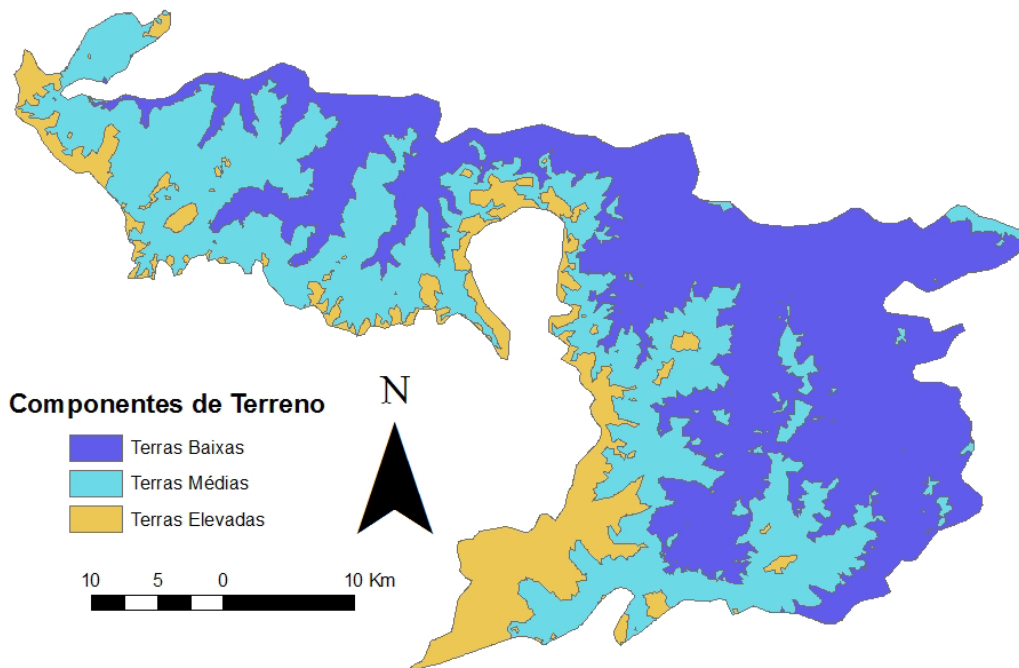 N
Componentes de Terreno
Terras Baixas
Terras Médias
Terras Elevadas
10 5 0 10 Km